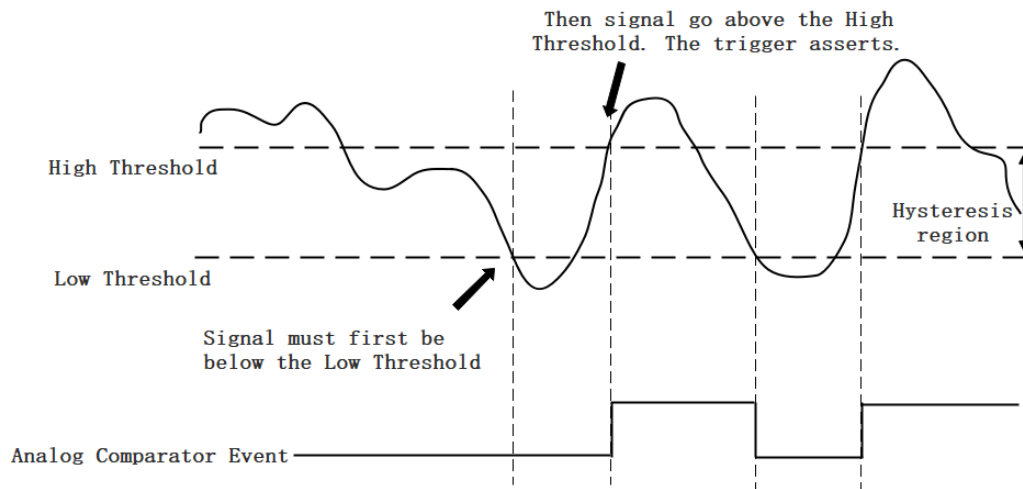 Then signal go above the High
Threshold. The trigger asserts.
High Threshold
Hysteresis
region
Low Threshold
Signal must first be
below the Low Threshold
Analog Comparator Event